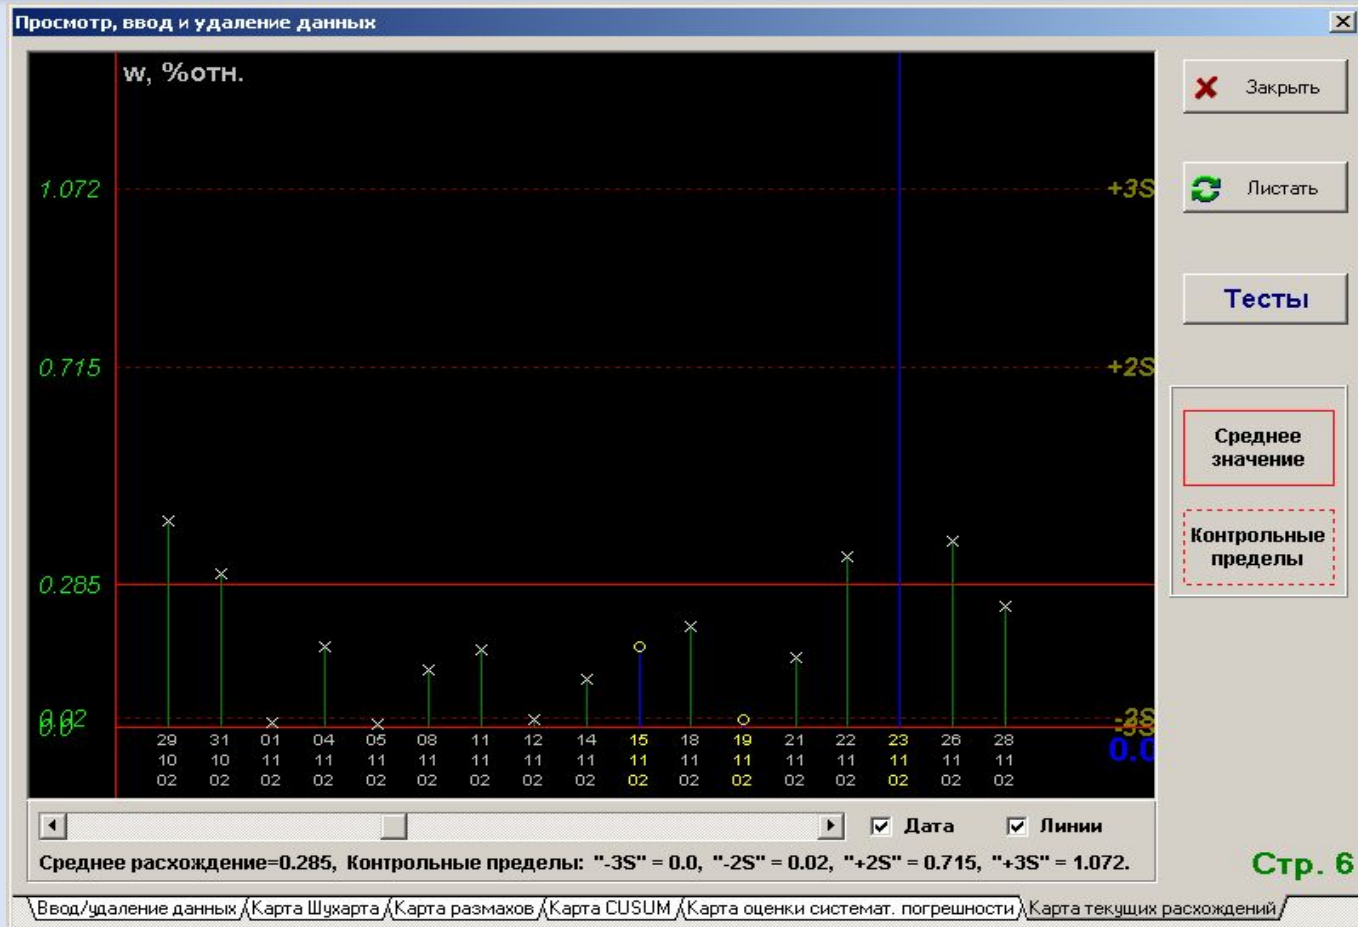 Просмотр, ввод и удаление данных
w, %отн.
Закрыть
1.072
+3S
Листать
Тесты
0.715
+2S
Среднее
значение
Контрольные
пределы
0.285
0.02
0.0
-3S
0.0
29 31 01 04 05 08 11 12 14 15 18 19 21 22 23 26 28
10 10 11 11 11 11 11 11 11 11 11 11 11 11 11 11 11
02 02 02 02 02 02 02 02 02 02 02 02 02 02 02 02 02
Дата Линии
Среднее расхождение=0.285, Контрольные пределы: "-3S" = 0.0, "-2S" = 0.02, "+2S" = 0.715, "+3S" = 1.072.
Стр. 6
Ввод/удаление данных Карта Шухарта Карта размахов Карта CUSUM Карта оценки системат. погрешности Карта текущих расхождений